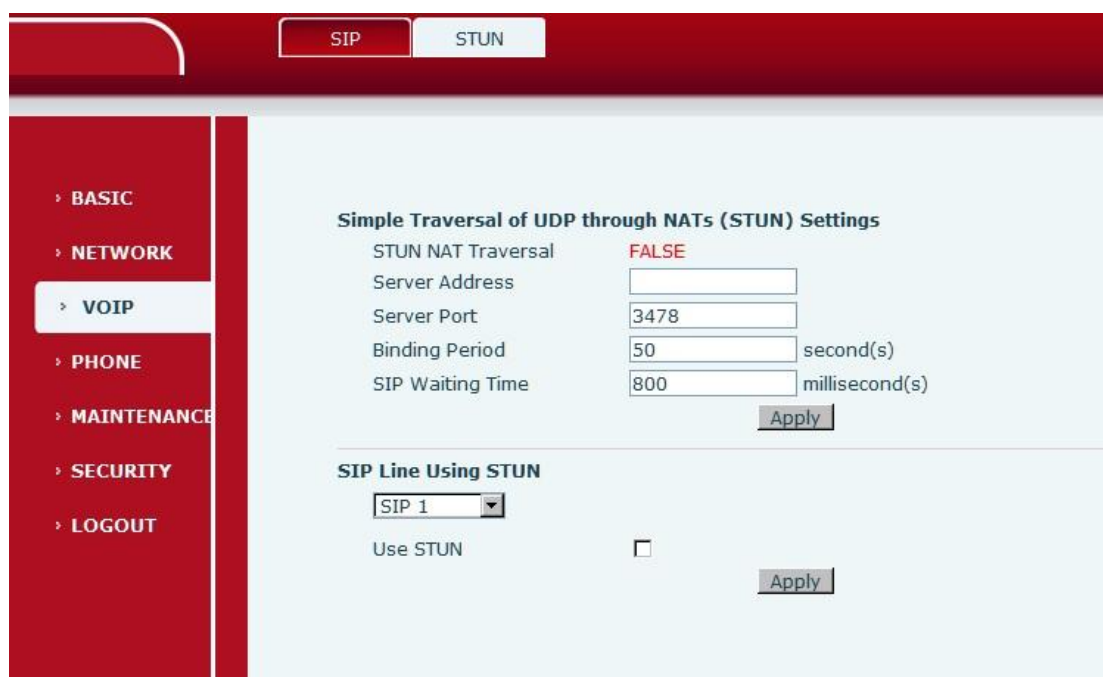 SIP STUN
BASIC
NETWORK
VOIP
PHONE
MAINTENANCE
SECURITY
LOGOUT
Simple Traversal of UDP through NATs (STUN) Settings
STUN NAT Traversal FALSE
Server Address
Server Port 3478
Binding Period 50 second(s)
SIP Waiting Time 800 millisecond(s)
Apply
SIP Line Using STUN
SIP 1
Use STUN
Apply